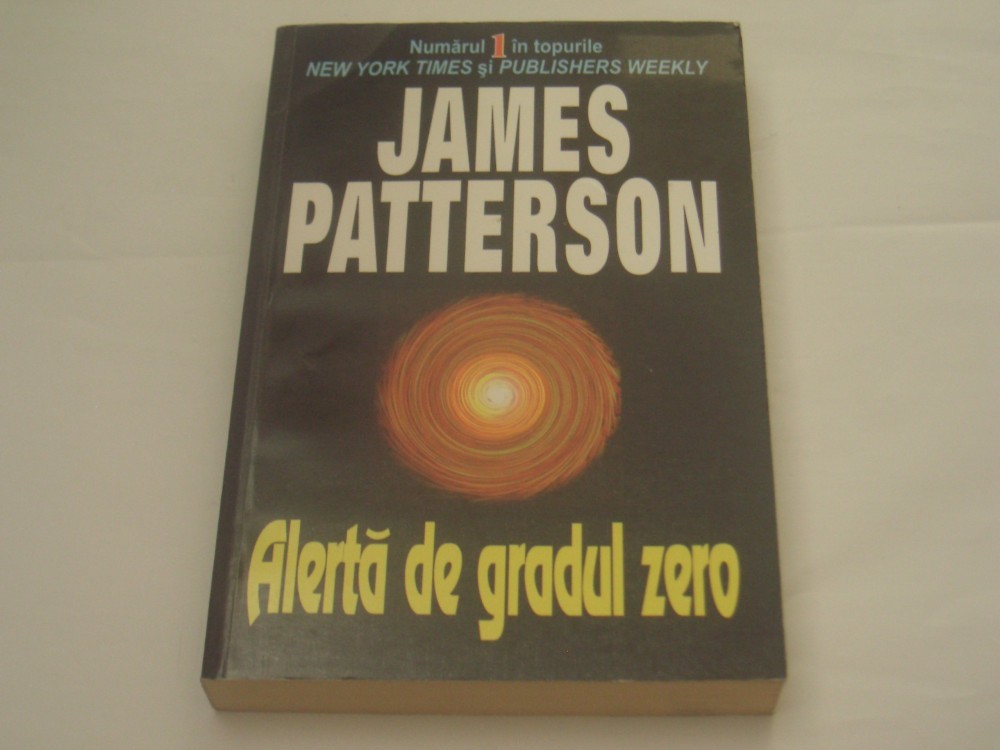 Numărul 1 în topurile
NEW YORK TIMES şi PUBLISHERS WEEKLY
JAMES
PATTERSON
Alertă de gradul zero